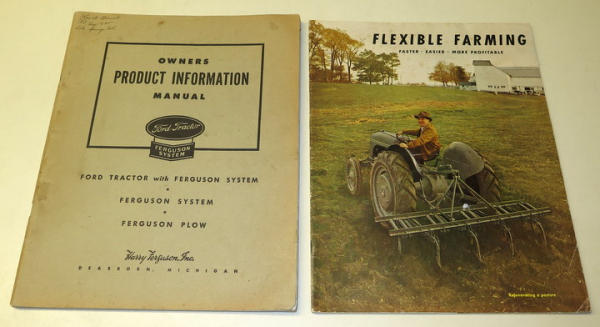 OWNERS
PRODUCT INFORMATION
MANUAL
Ford Tractor
FERGUSON
SYSTEM
FORD TRACTOR with FERGUSON SYSTEM
•
FERGUSON SYSTEM
•
FERGUSON PLOW
Harry Ferguson, Inc.
DEARBORN, MICHIGAN
FLEXIBLE FARMING
FASTER - EASIER - MORE PROFITABLE
Rejuvenating a pasture